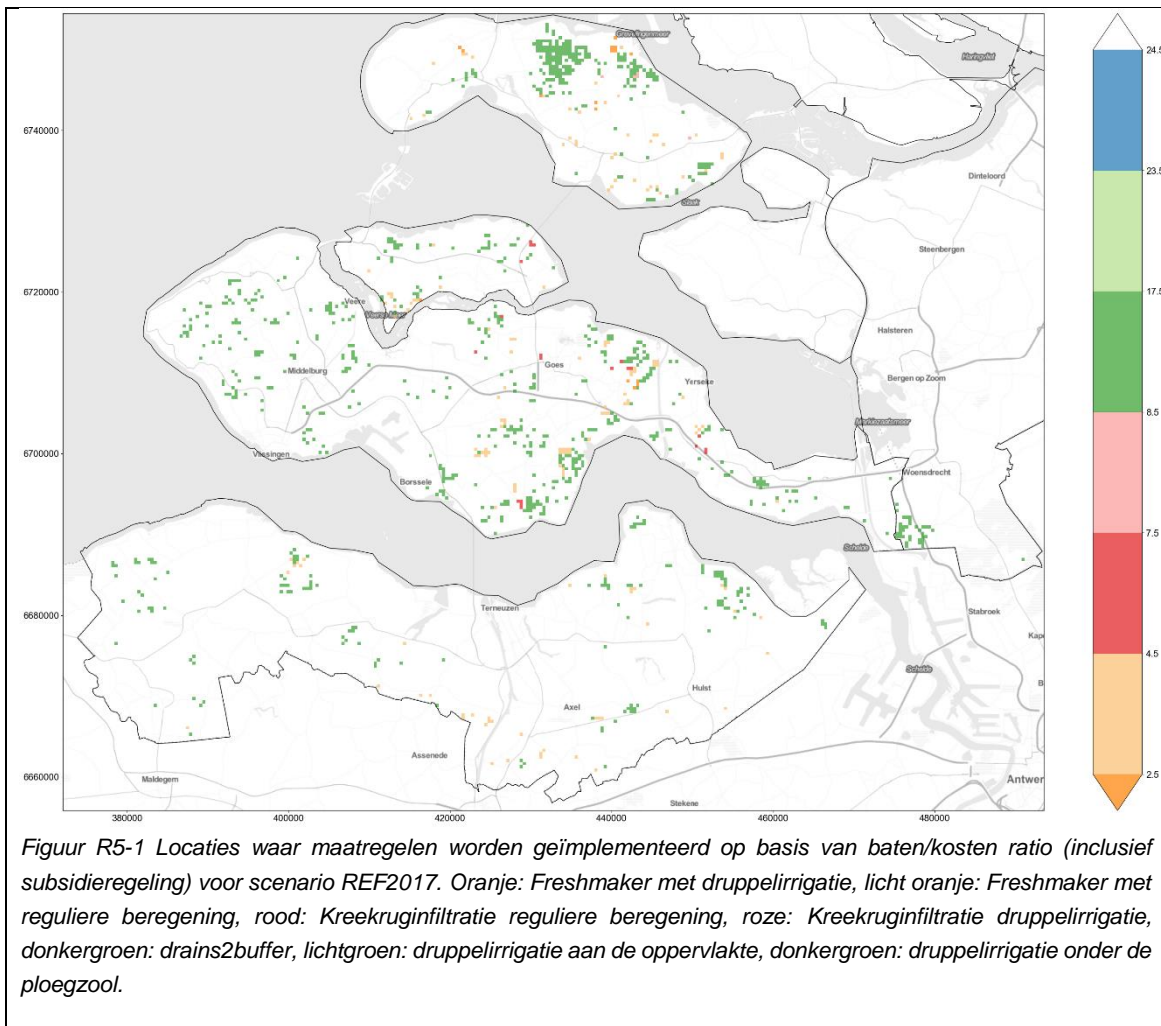 Grevelingenmeer
Haringvliet
24.5
23.5
6740000
Dinteloord
Slaak
Steenbergen
6720000
17.5
Veere
Veerse Meer
Halsteren
Middelburg
Goes
Yerseke
Bergen op Zoom
8.5
Markiezaatsmeer
6700000
Vlissingen
Borssele
Woensdrecht
7.5
Schelde
6680000
Terneuzen
Stabroek
Kap
Schelde
4.5
B
Hulst
Axel
Assenede
6660000
Maldegem
Stekene
Antwer
2.5
380000 400000 420000 440000 460000 480000
Figuur R5-1 Locaties waar maatregelen worden geïmplementeerd op basis van baten/kosten ratio (inclusief
subsidieregeling) voor scenario REF2017. Oranje: Freshmaker met druppelirrigatie, licht oranje: Freshmaker met
reguliere beregening, rood: Kreekruginfiltratie reguliere beregening, roze: Kreekruginfiltratie druppelirrigatie,
donkergroen: drains2buffer, lichtgroen: druppelirrigatie aan de oppervlakte, donkergroen: druppelirrigatie onder de
ploegzool.